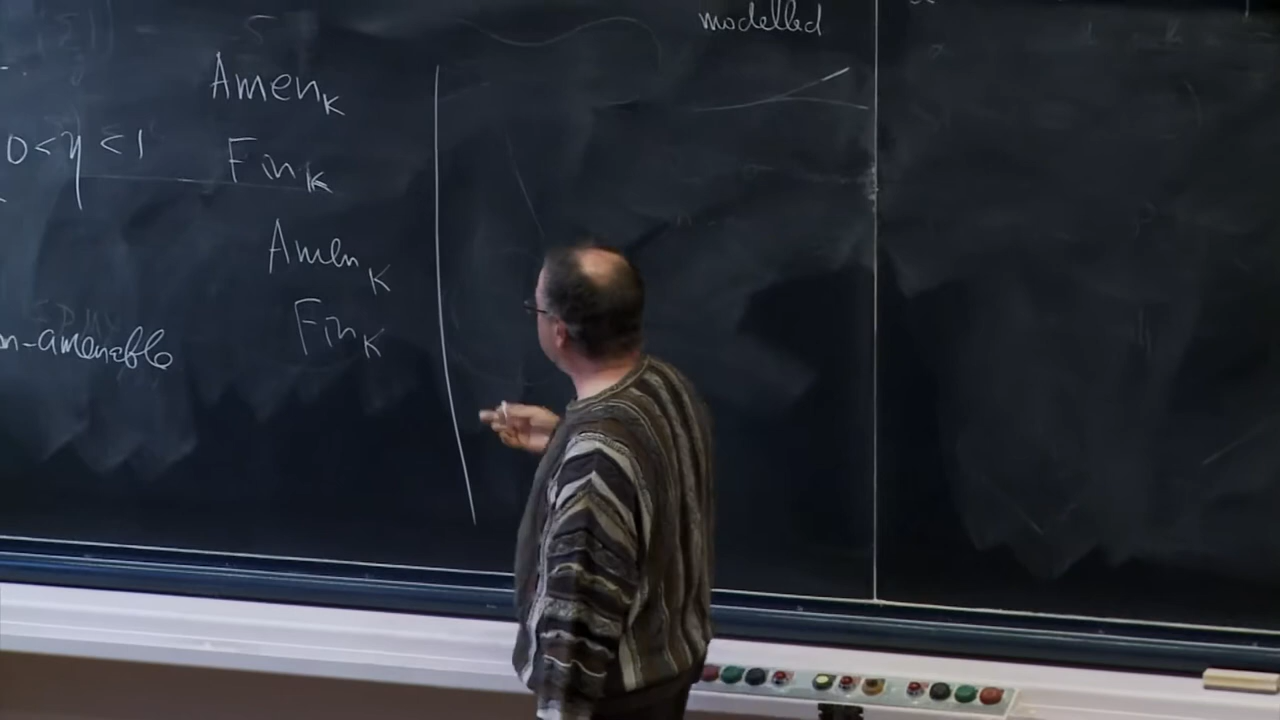 modelled
Amen_K
0 < η < 1
Fin_K
Amen_K
Fin_K
n-amenable